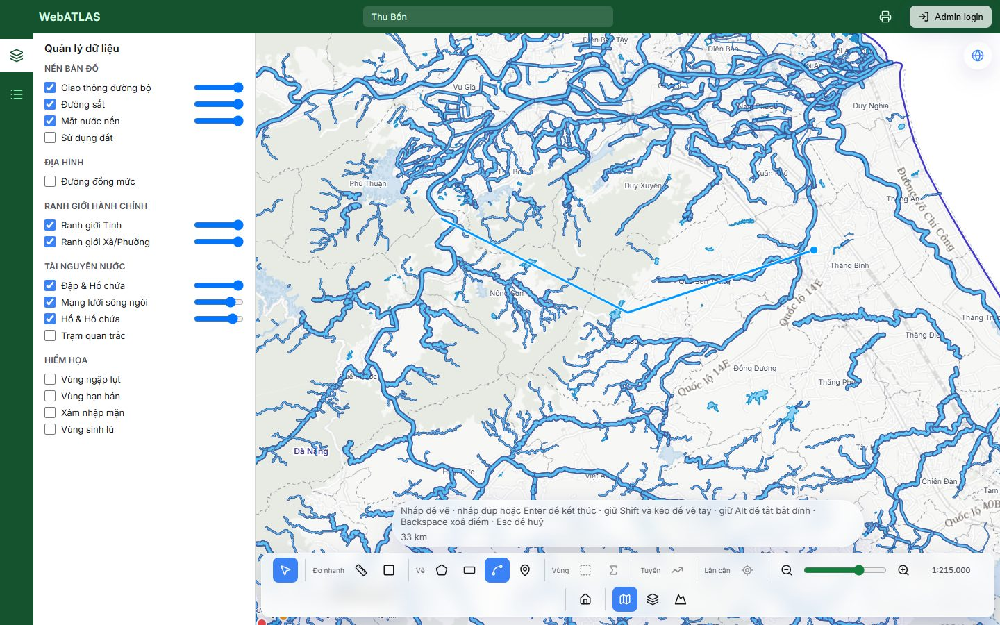 WebATLAS
Thu Bồn
Admin login
Quản lý dữ liệu
NỀN BẢN ĐỒ
Giao thông đường bộ
Đường sắt
Mặt nước nền
Sử dụng đất
ĐỊA HÌNH
Đường đồng mức
RANH GIỚI HÀNH CHÍNH
Ranh giới Tỉnh
Ranh giới Xã/Phường
TÀI NGUYÊN NƯỚC
Đập & Hồ chứa
Mạng lưới sông ngòi
Hồ & Hồ chứa
Trạm quan trắc
HIỂM HỌA
Vùng ngập lụt
Vùng hạn hán
Xâm nhập mặn
Vùng sinh lũ
Điện Bàn Tây
Điện Bàn
Vu Gia
Duy Nghĩa
Thu Bồn
Phú Thuận
Duy Xuyên
Xuân Phú
Thăng An
Đường Võ Chí Công
Thăng Bình
Nông Sơn
Quốc lộ 14E
Thăng Điền
Đồng Dương
Quốc lộ 14E
Thăng Phú
Quế Phước
Đà Nẵng
Tây Hồ
Hiệp Đức
Việt An
Chiên Đàn
Tam
Quốc lộ 40B
Nhấp để vẽ · nhấp đúp hoặc Enter để kết thúc · giữ Shift và kéo để vẽ tay · giữ Alt để tắt bắt dính ·
Backspace xoá điểm · Esc để huỷ
33 km
Đo nhanh
Vẽ
Vùng
Tuyến
Lân cận
1:215.000